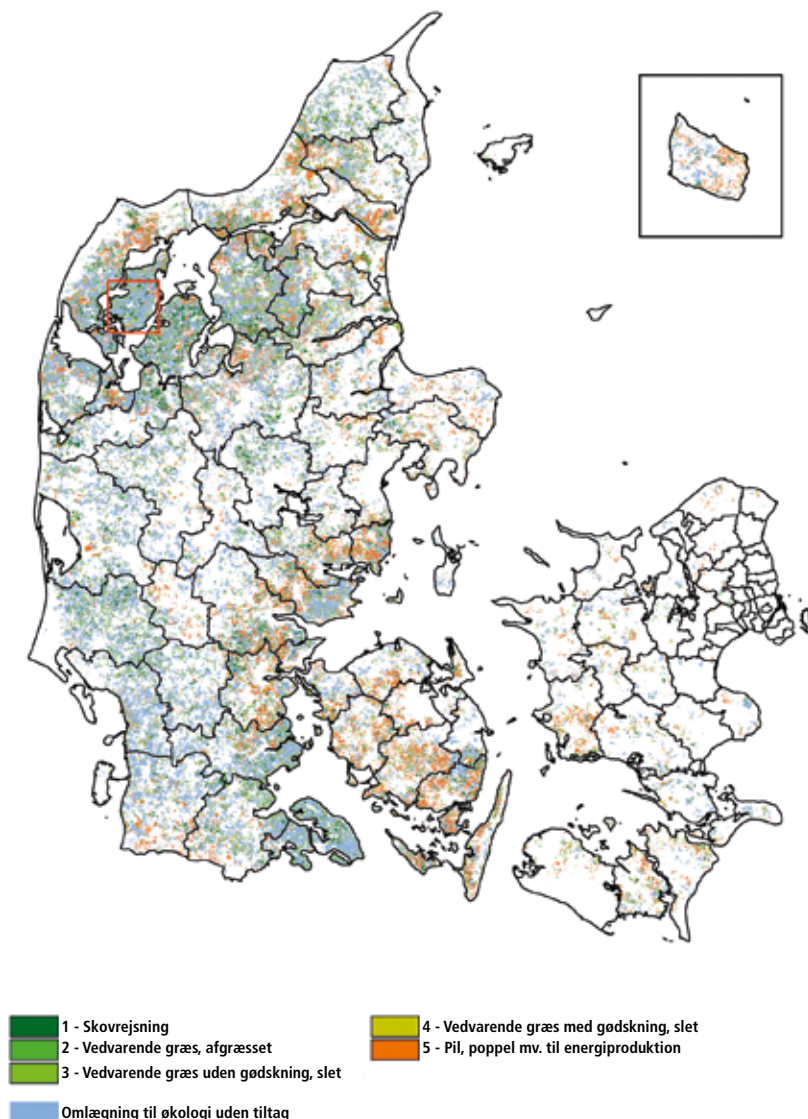 1 - Skovrejsning
2 - Vedvarende græs, afgræsset
3 - Vedvarende græs uden gødskning, slet
4 - Vedvarende græs med gødskning, slet
5 - Pil, poppel mv. til energiproduktion
Omlægning til økologi uden tiltag